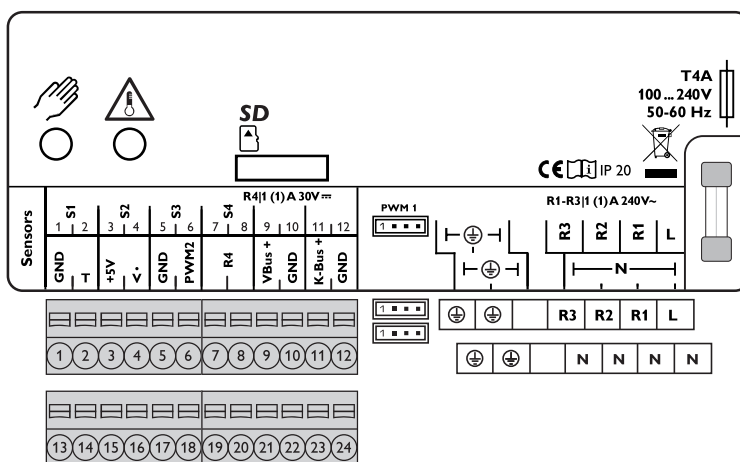 T4A
100 ... 240V
50-60 Hz
SD
CE i IP 20
R4|1 (1) A 30V
R1-R3|1 (1) A 240V~
Sensors
S1 S2 S3 S4
1 2 3 4 5 6 7 8 9 10 11 12
GND T +5V V GND PWM2 R4 VBus + GND K-Bus + GND
PWM 1
1
R3 R2 R1 L
N
1
1
R3 R2 R1 L
N N N N
1 2 3 4 5 6 7 8 9 10 11 12
13 14 15 16 17 18 19 20 21 22 23 24